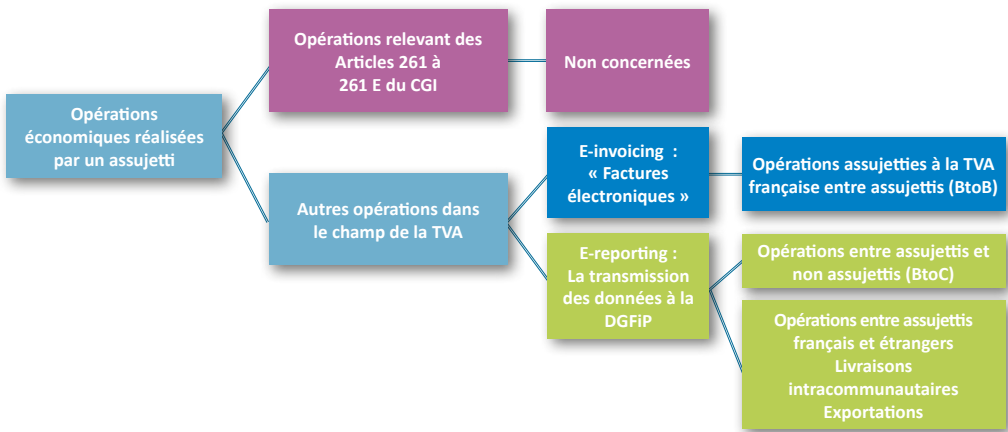 Opérations relevant des
Articles 261 à
261 E du CGI
Non concernées
Opérations
économiques réalisées
par un assujetti
E-invoicing :
« Factures
électroniques »
Opérations assujetties à la TVA
française entre assujettis (BtoB)
Autres opérations dans
le champ de la TVA
E-reporting :
La transmission
des données à la
DGFiP
Opérations entre assujettis et
non assujettis (BtoC)
Opérations entre assujettis
français et étrangers
Livraisons
intracommunautaires
Exportations